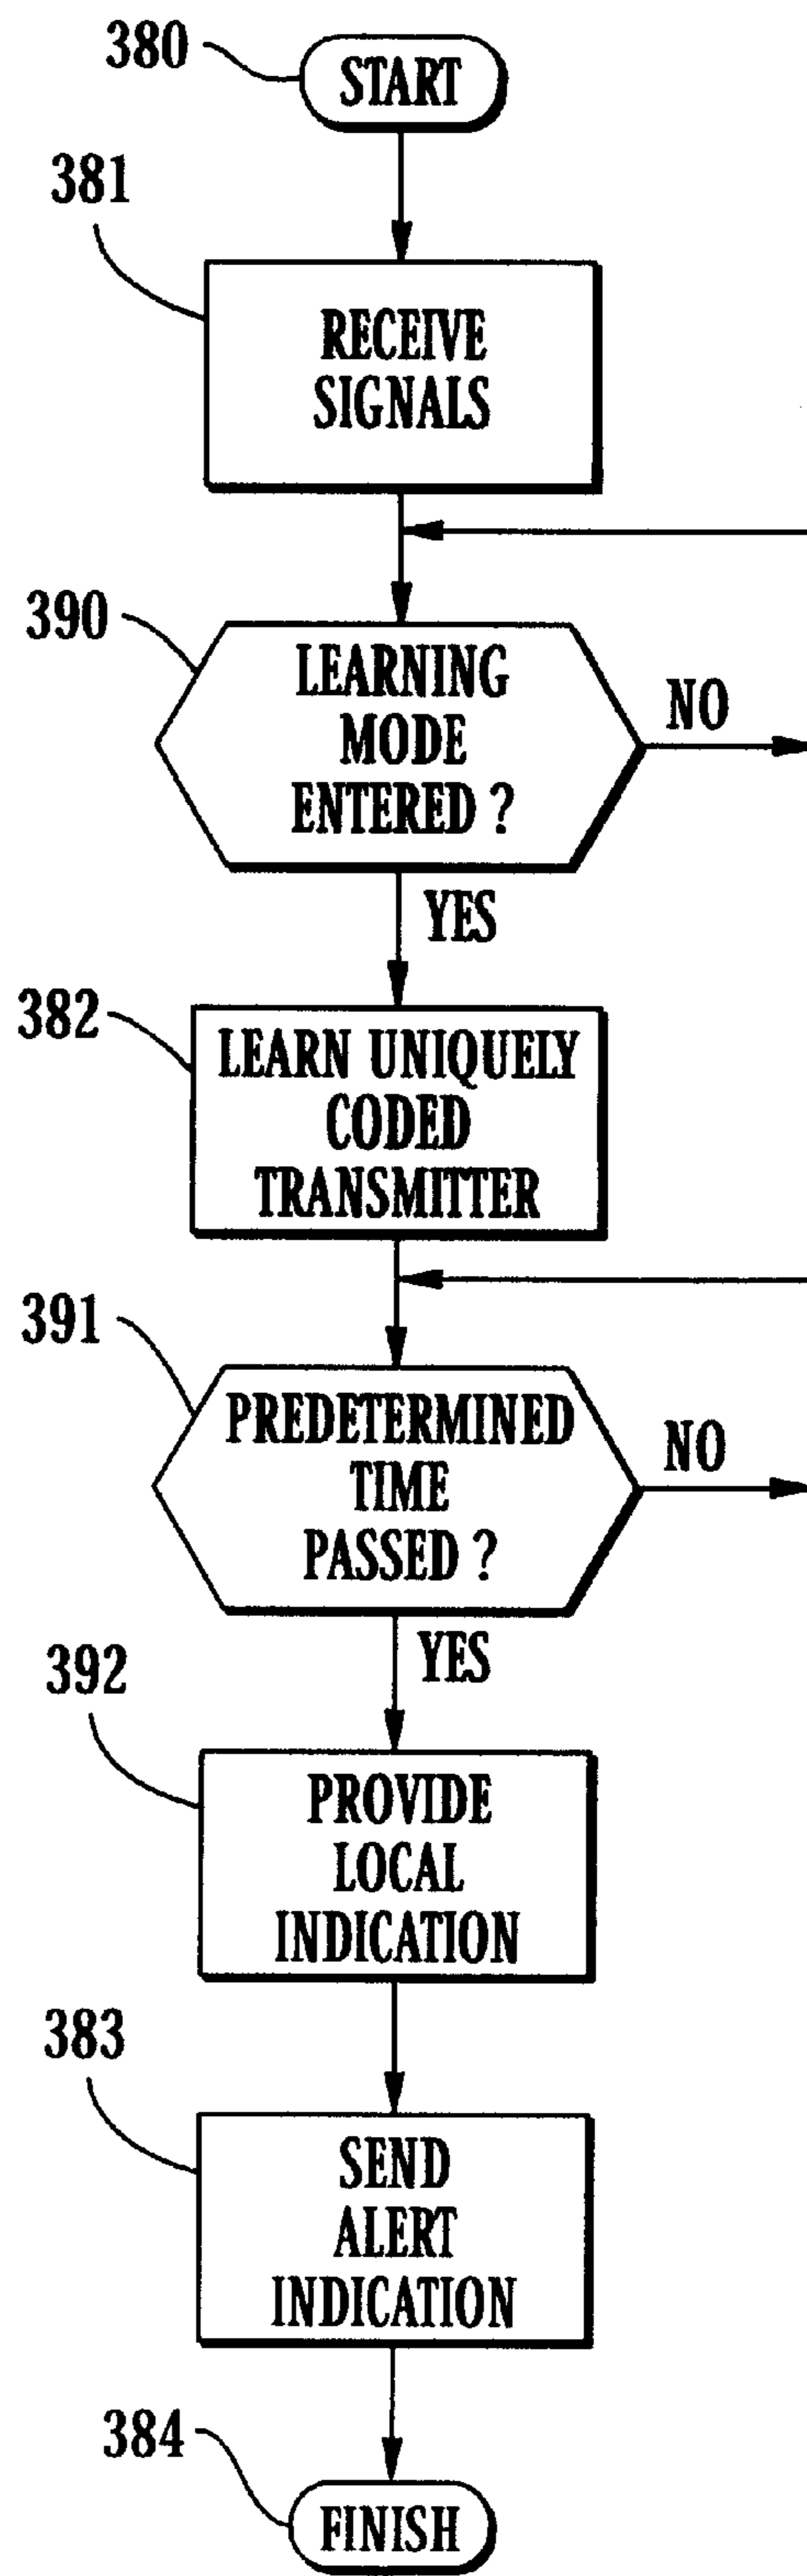 380
START
381
RECEIVE
SIGNALS
390
LEARNING
MODE
ENTERED ?
NO
YES
382
LEARN UNIQUELY
CODED
TRANSMITTER
391
PREDETERMINED
TIME
PASSED ?
NO
YES
392
PROVIDE
LOCAL
INDICATION
383
SEND
ALERT
INDICATION
384
FINISH